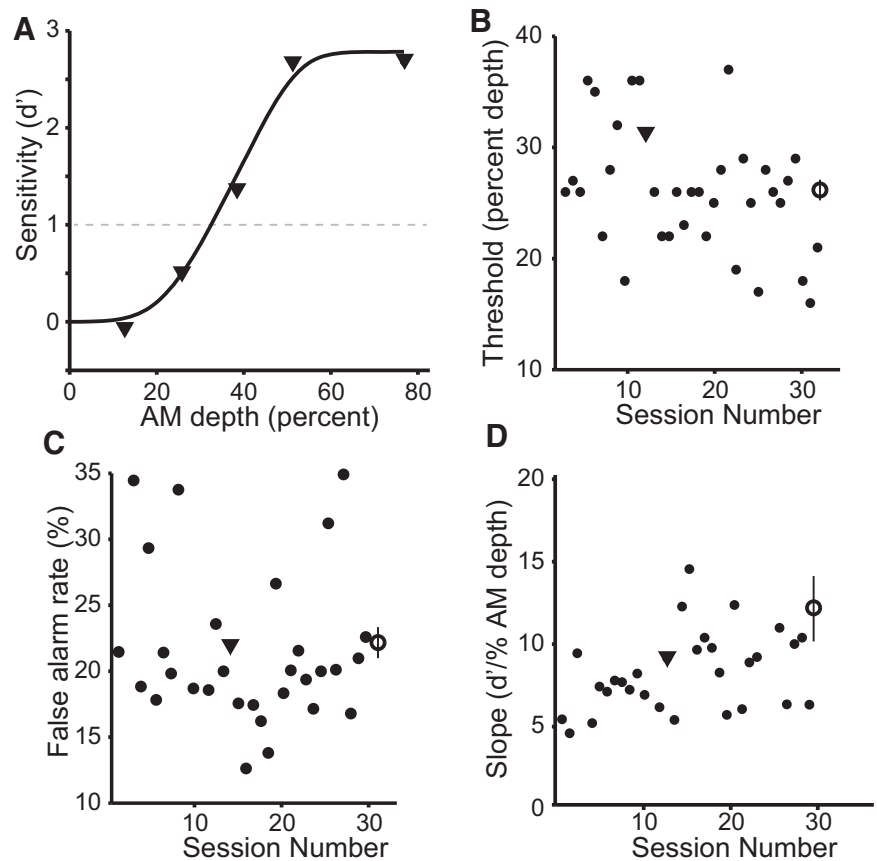 A
3
2
1
0
Sensitivity (d’)
0 20 40 60 80
AM depth (percent)
B
40
30
20
10
Threshold (percent depth)
10 20 30
Session Number
C
35
30
25
20
15
10
False alarm rate (%)
10 20 30
Session Number
D
20
15
10
5
0
Slope (d’/% AM depth)
10 20 30
Session Number